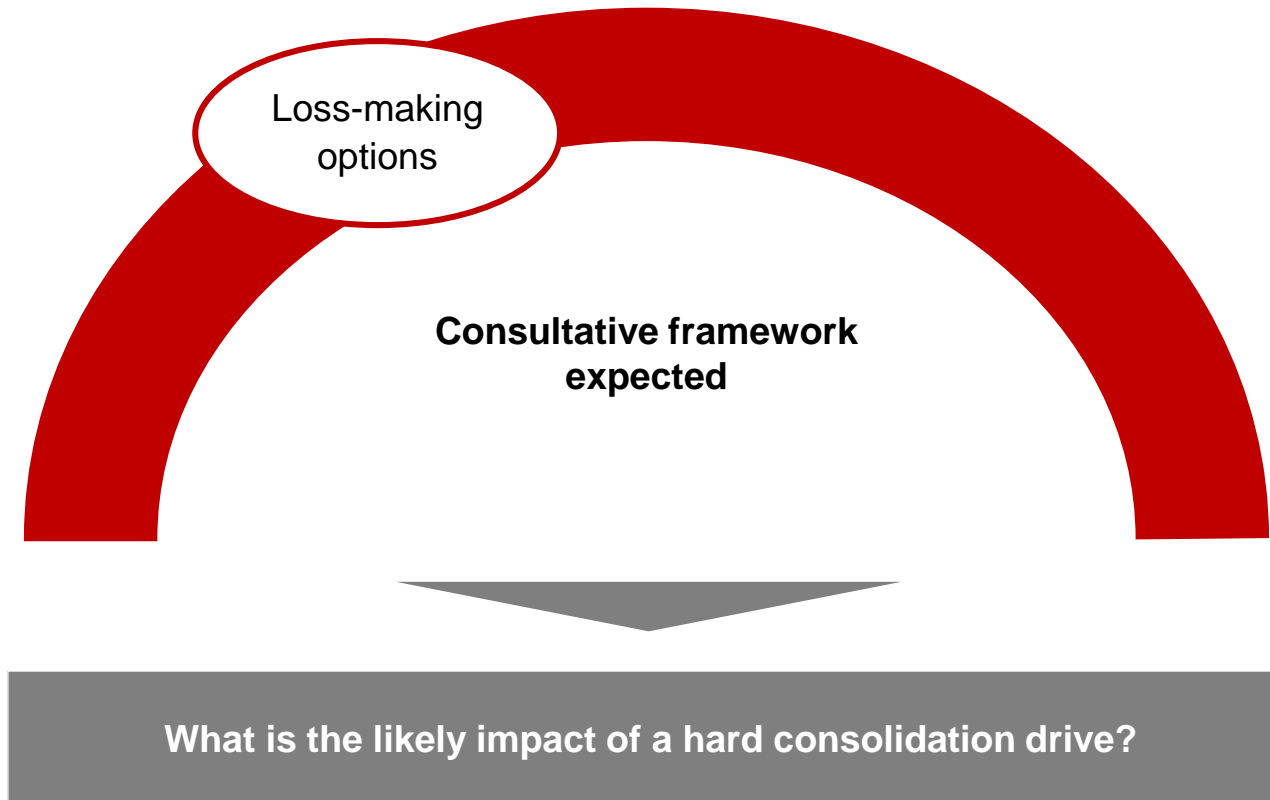 Loss-making
options
Consultative framework
expected
What is the likely impact of a hard consolidation drive?